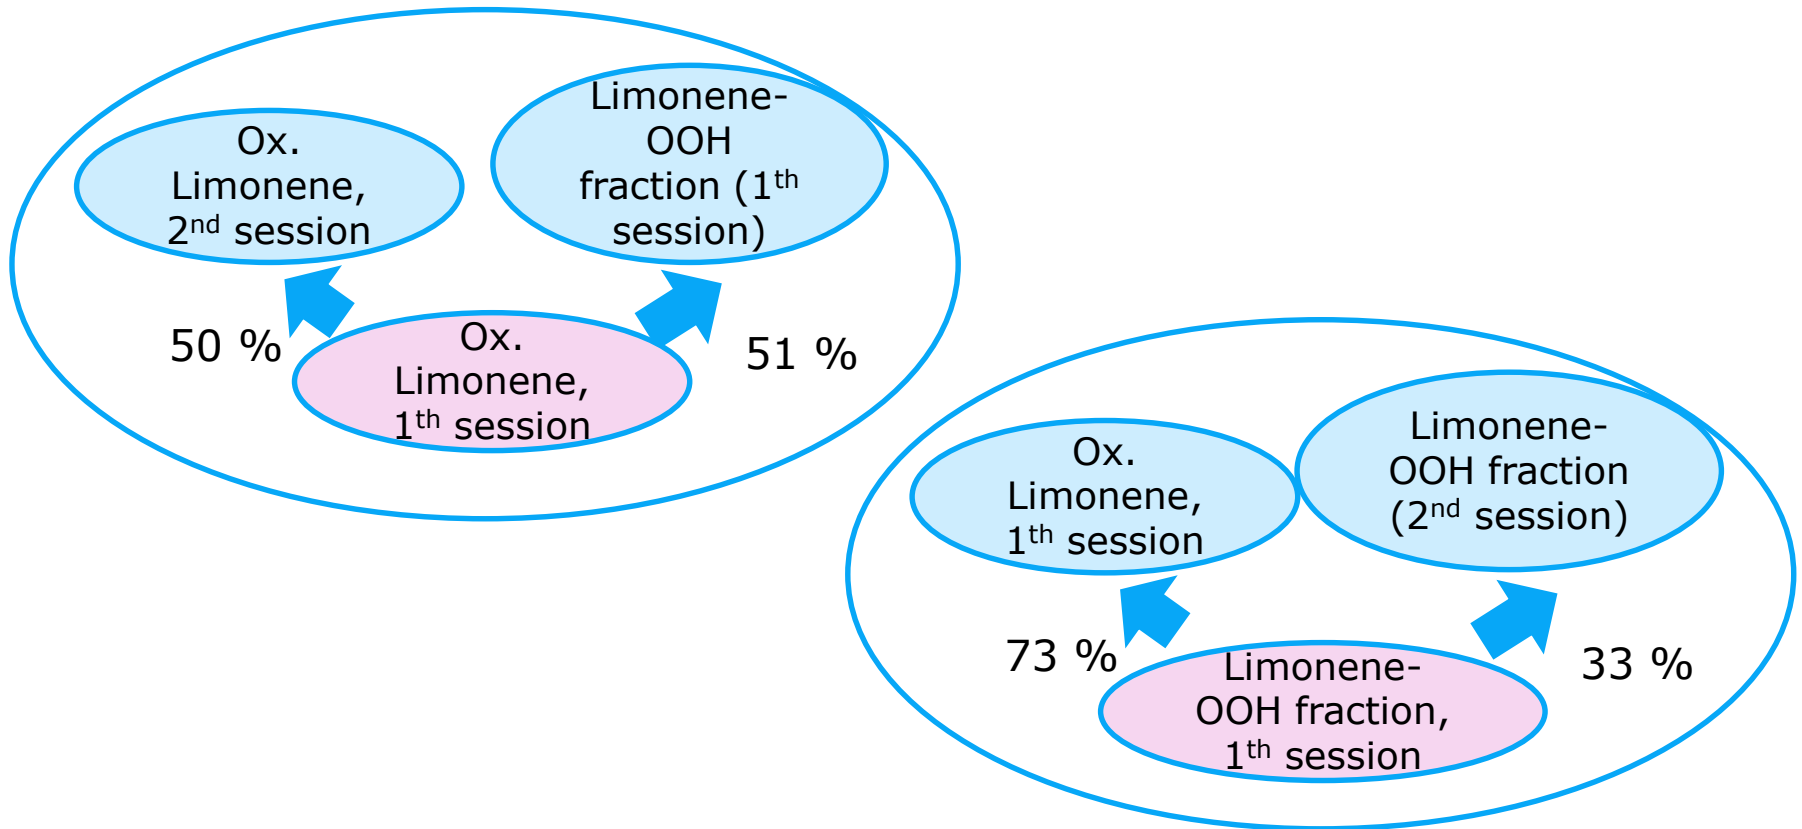 Ox.
Limonene,
2nd session
Limonene-
OOH
fraction (1th
session)
50 %
51 %
Ox.
Limonene,
1th session
Ox.
Limonene,
1th session
Limonene-
OOH fraction
(2nd session)
73 %
33 %
Limonene-
OOH fraction,
1th session